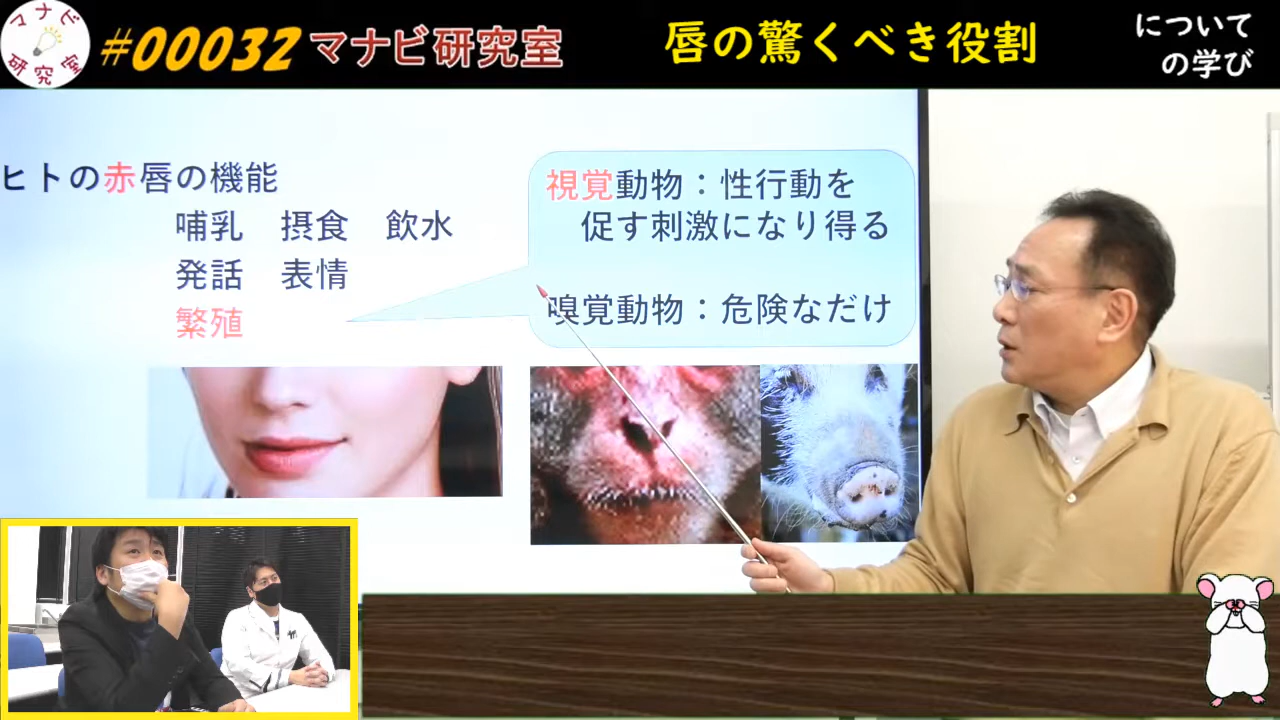 マナビ
研究室
#00032 マナビ研究室
唇の驚くべき役割
について
の学び
ヒトの赤唇の機能
哺乳 摂食 飲水
発話 表情
繁殖
視覚動物：性行動を
促す刺激になり得る
嗅覚動物：危険なだけ